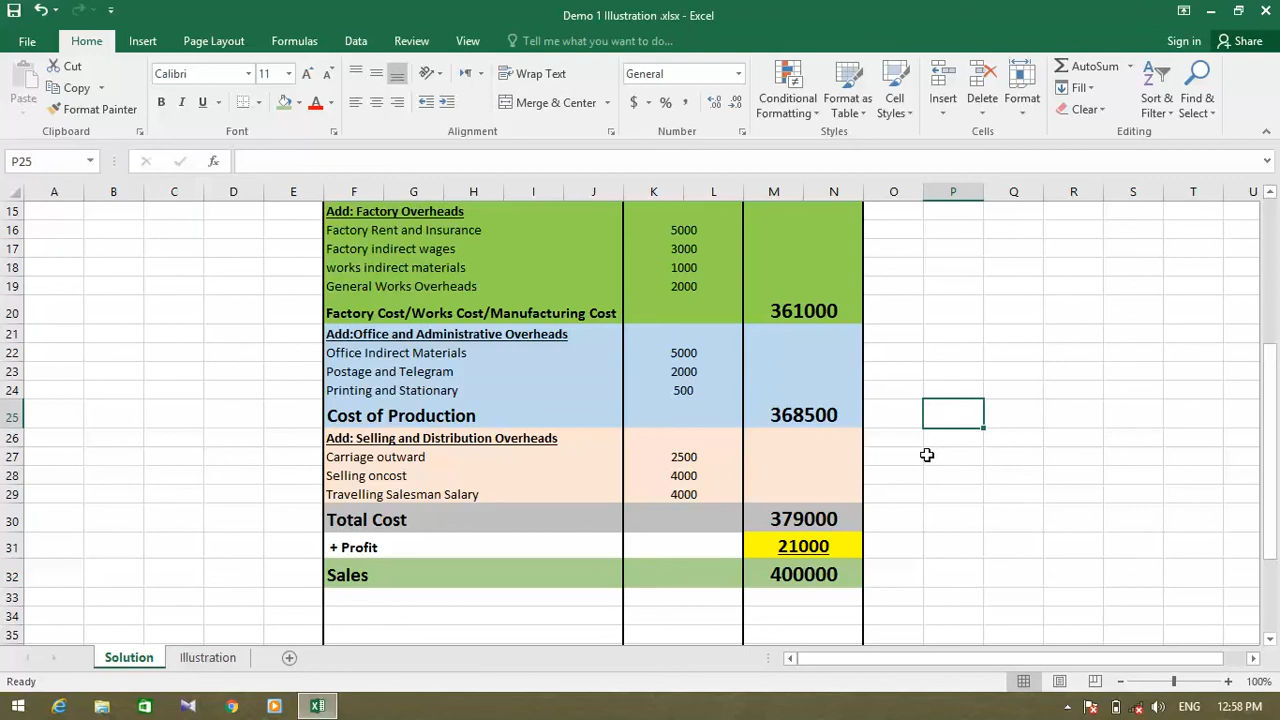 Demo 1 Illustration .xlsx - Excel
File Home Insert Page Layout Formulas Data Review View Tell me what you want to do... Sign in Share
Paste Cut Copy Format Painter Clipboard
Calibri 11 A A B I U A Font
Wrap Text Merge & Center Alignment
General $ % , Number
Conditional Formatting Format as Table Cell Styles Styles
Insert Delete Format Cells
AutoSum Fill Clear Sort & Filter Find & Select Editing
P25 fx
A B C D E F G H I J K L M N O P Q R S T U
15 Add: Factory Overheads
16 Factory Rent and Insurance 5000
17 Factory indirect wages 3000
18 works indirect materials 1000
19 General Works Overheads 2000
20 Factory Cost/Works Cost/Manufacturing Cost 361000
21 Add:Office and Administrative Overheads
22 Office Indirect Materials 5000
23 Postage and Telegram 2000
24 Printing and Stationary 500
25 Cost of Production 368500
26 Add: Selling and Distribution Overheads
27 Carriage outward 2500
28 Selling oncost 4000
29 Travelling Salesman Salary 4000
30 Total Cost 379000
31 + Profit 21000
32 Sales 400000
33
34
35
Solution Illustration
Ready 100%
ENG 12:58 PM